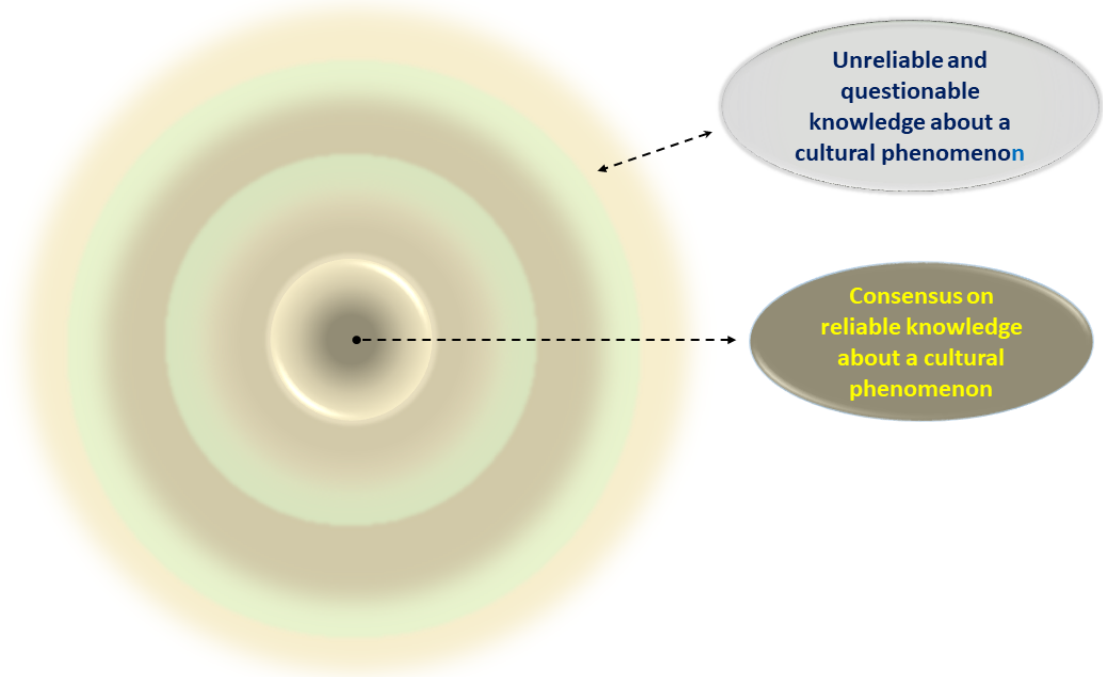 Unreliable and
questionable
knowledge about a
cultural phenomenon
Consensus on
reliable knowledge
about a cultural
phenomenon